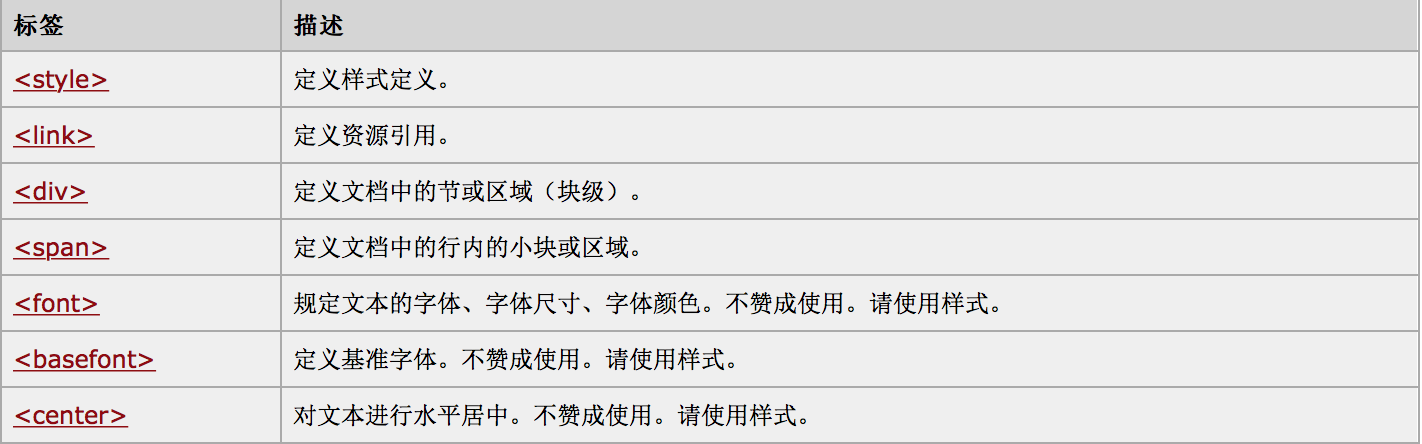 标签 描述
<style> 定义样式定义。
<link> 定义资源引用。
<div> 定义文档中的节或区域（块级）。
<span> 定义文档中的行内的小块或区域。
<font> 规定文本的字体、字体尺寸、字体颜色。不赞成使用。请使用样式。
<basefont> 定义基准字体。不赞成使用。请使用样式。
<center> 对文本进行水平居中。不赞成使用。请使用样式。